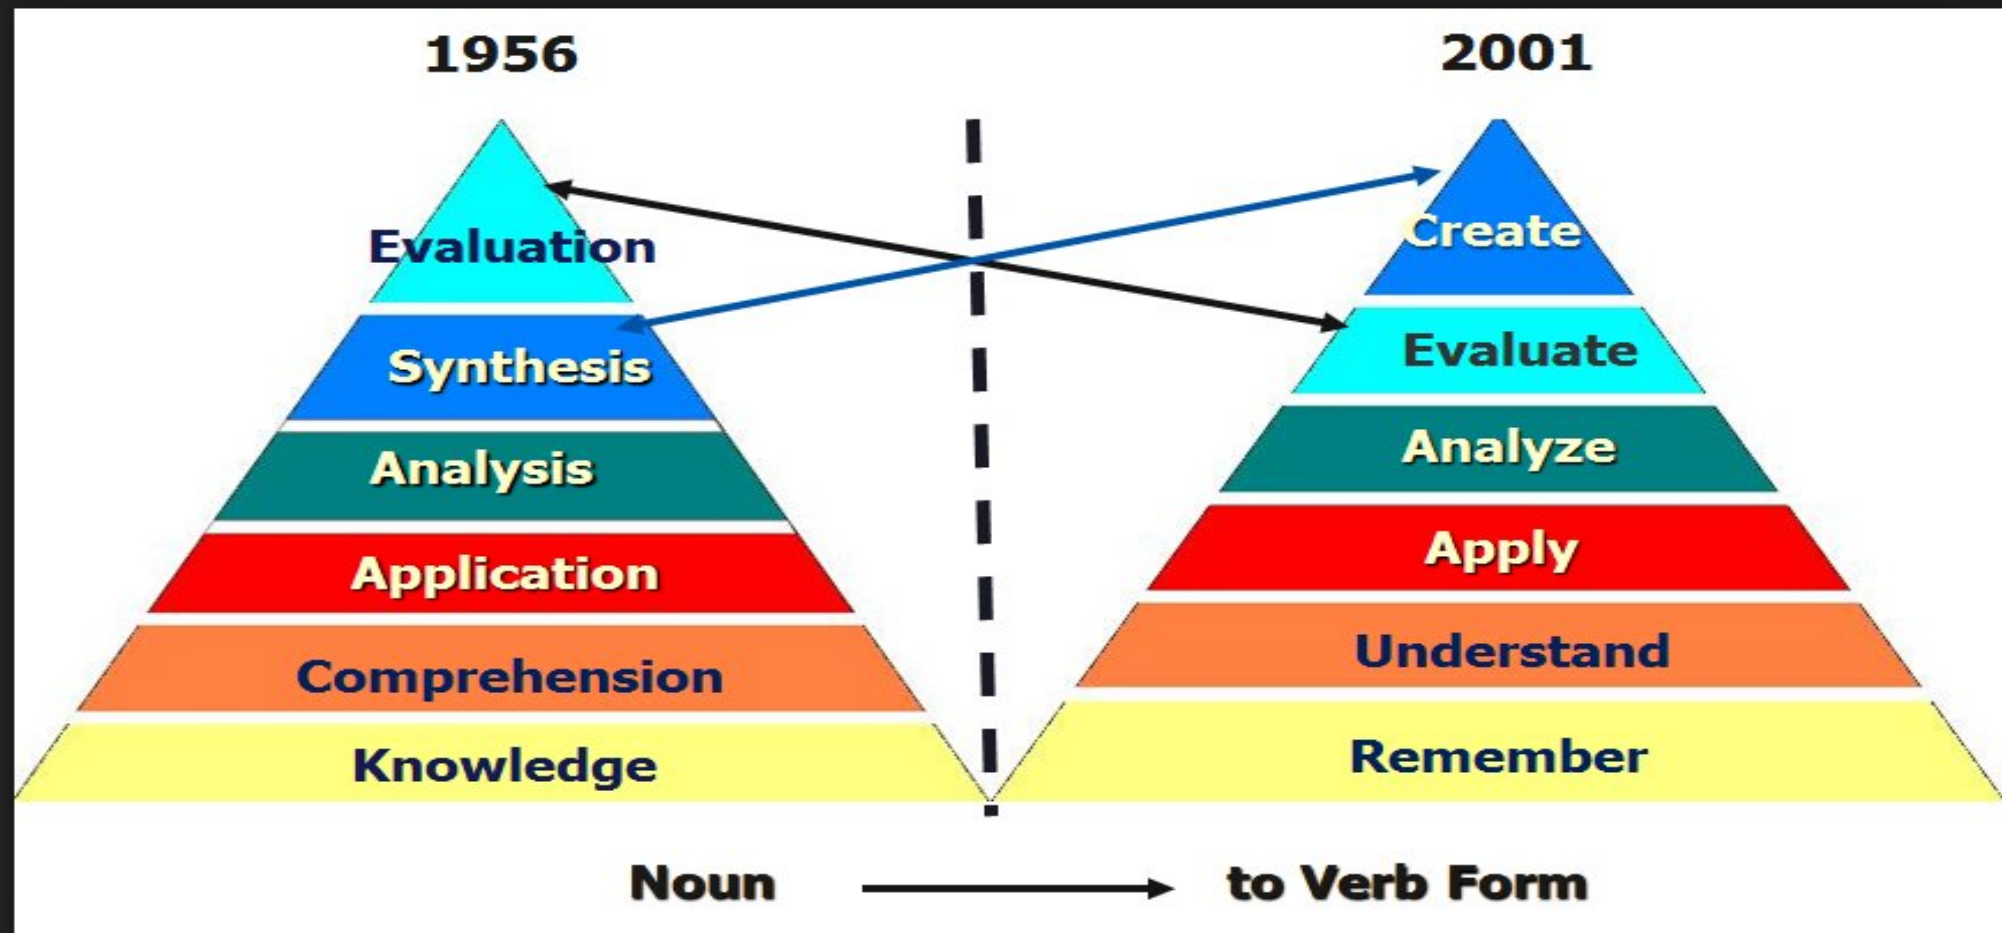 1956
2001
Evaluation
Synthesis
Analysis
Application
Comprehension
Knowledge
Create
Evaluate
Analyze
Apply
Understand
Remember
Noun to Verb Form